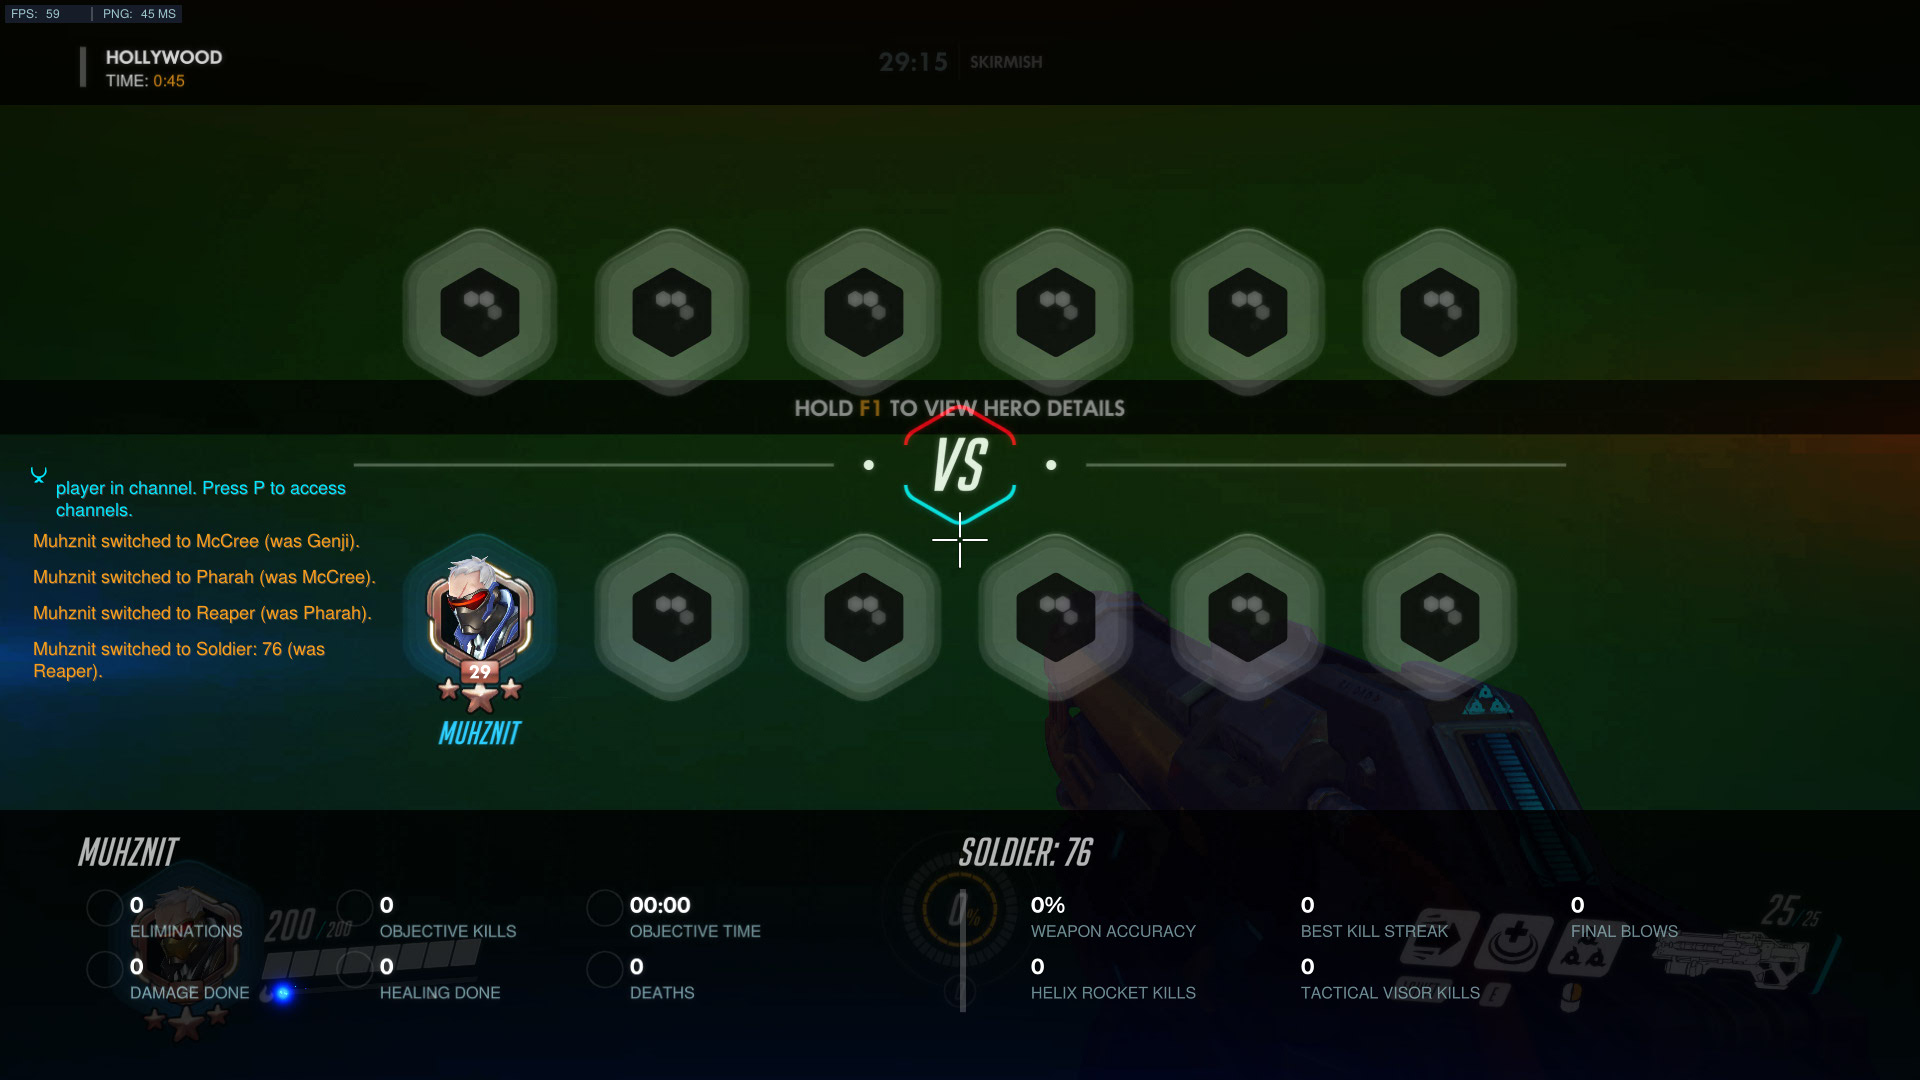 FPS: 59 | PNG: 45 MS
HOLLYWOOD
TIME: 0:45
29:15 | SKIRMISH
HOLD F1 TO VIEW HERO DETAILS
VS
player in channel. Press P to access
channels.
Muhznit switched to McCree (was Genji).
Muhznit switched to Pharah (was McCree).
Muhznit switched to Reaper (was Pharah).
Muhznit switched to Soldier: 76 (was
Reaper).
29
MUHZNIT
MUHZNIT
0
ELIMINATIONS
0
OBJECTIVE KILLS
00:00
OBJECTIVE TIME
0
DAMAGE DONE
0
HEALING DONE
0
DEATHS
200/200
0%
SOLDIER: 76
0%
WEAPON ACCURACY
0
BEST KILL STREAK
0
FINAL BLOWS
0
HELIX ROCKET KILLS
0
TACTICAL VISOR KILLS
E
25/25